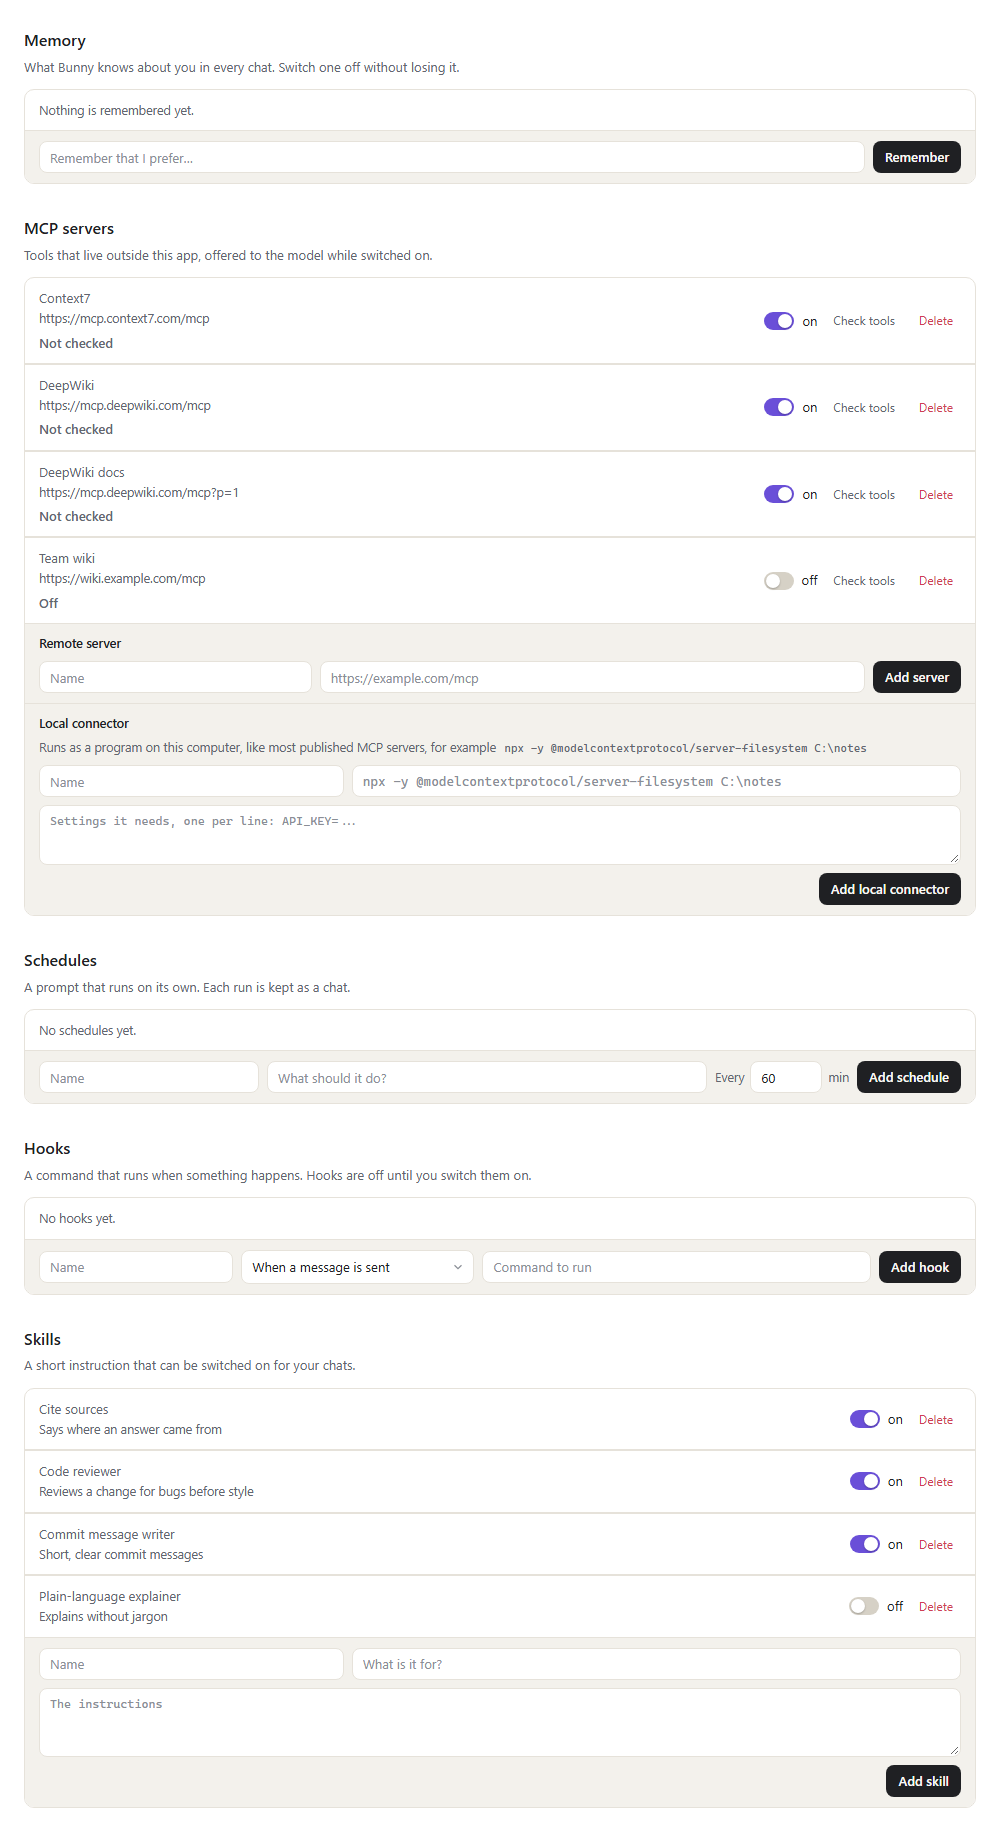 Memory
What Bunny knows about you in every chat. Switch one off without losing it.
Nothing is remembered yet.
Remember that I prefer...
Remember
MCP servers
Tools that live outside this app, offered to the model while switched on.
Context7
https://mcp.context7.com/mcp
Not checked
on
Check tools
Delete
DeepWiki
https://mcp.deepwiki.com/mcp
Not checked
on
Check tools
Delete
DeepWiki docs
https://mcp.deepwiki.com/mcp?p=1
Not checked
on
Check tools
Delete
Team wiki
https://wiki.example.com/mcp
Off
off
Check tools
Delete
Remote server
Name
https://example.com/mcp
Add server
Local connector
Runs as a program on this computer, like most published MCP servers, for example npx -y @modelcontextprotocol/server-filesystem C:\notes
Name
npx -y @modelcontextprotocol/server-filesystem C:\notes
Settings it needs, one per line: API_KEY=...
Add local connector
Schedules
A prompt that runs on its own. Each run is kept as a chat.
No schedules yet.
Name
What should it do?
Every
60
min
Add schedule
Hooks
A command that runs when something happens. Hooks are off until you switch them on.
No hooks yet.
Name
When a message is sent
Command to run
Add hook
Skills
A short instruction that can be switched on for your chats.
Cite sources
Says where an answer came from
on
Delete
Code reviewer
Reviews a change for bugs before style
on
Delete
Commit message writer
Short, clear commit messages
on
Delete
Plain-language explainer
Explains without jargon
off
Delete
Name
What is it for?
The instructions
Add skill